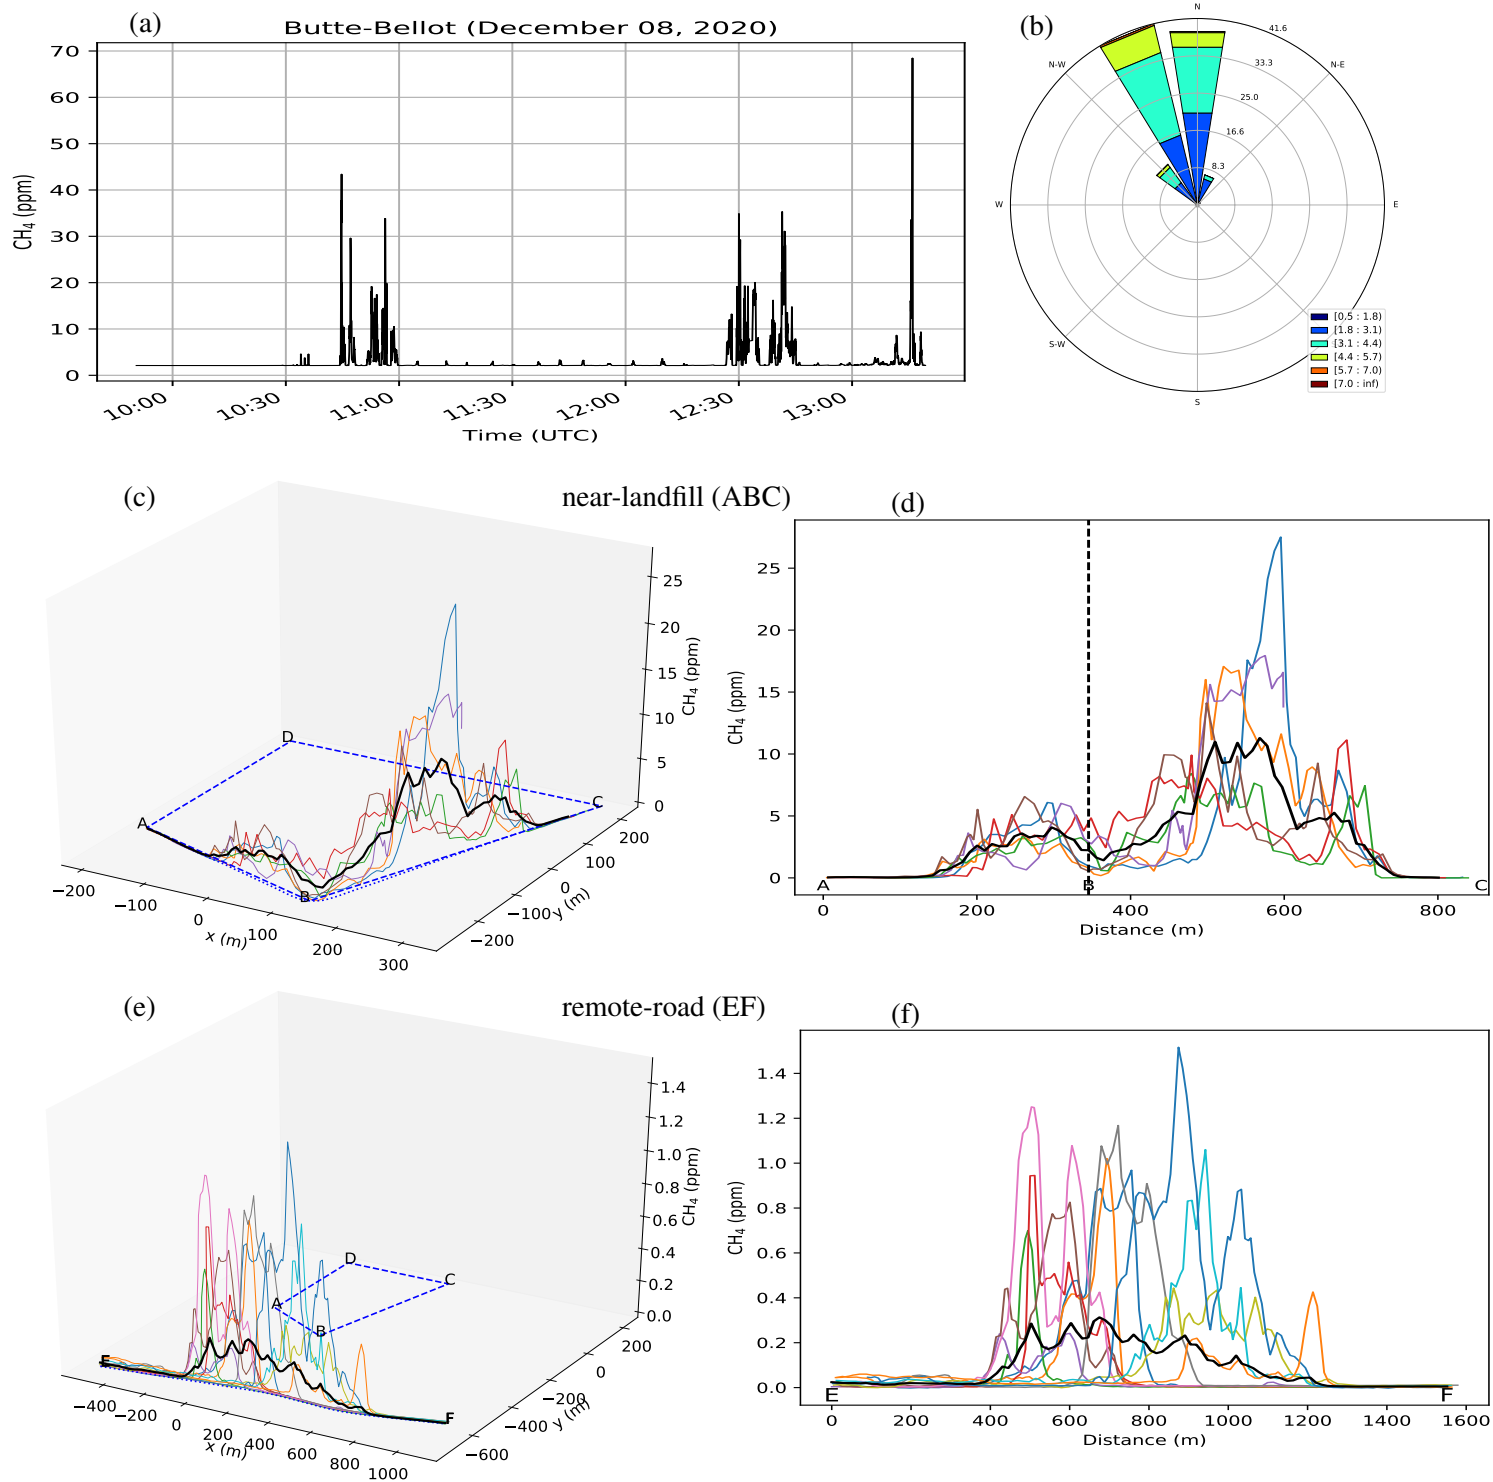 (a)
Butte-Bellot (December 08, 2020)
70
60
50
40
30
20
10
0
CH₄ (ppm)
10:00
10:30
11:00
11:30
12:00
12:30
13:00
Time (UTC)
(b)
N
N-E
E
S
S-W
W
N-W
41.6
33.3
25.0
16.6
8.3
[0.5 : 1.8)
[1.8 : 3.1)
[3.1 : 4.4)
[4.4 : 5.7)
[5.7 : 7.0)
[7.0 : inf)
(c)
near-landfill (ABC)
25
20
15
10
5
0
CH₄ (ppm)
A
B
C
D
−200
−100
0
100
200
300
x (m)
−200
−100
0
100
200
y (m)
(d)
25
20
15
10
5
0
CH₄ (ppm)
A
B
C
0
200
400
600
800
Distance (m)
(e)
remote-road (EF)
1.4
1.2
1.0
0.8
0.6
0.4
0.2
0.0
CH₄ (ppm)
A
B
C
D
E
F
−400
−200
0
200
400
600
800
1000
x (m)
−600
−400
−200
0
200
y (m)
(f)
1.4
1.2
1.0
0.8
0.6
0.4
0.2
0.0
CH₄ (ppm)
E
F
0
200
400
600
800
1000
1200
1400
1600
Distance (m)